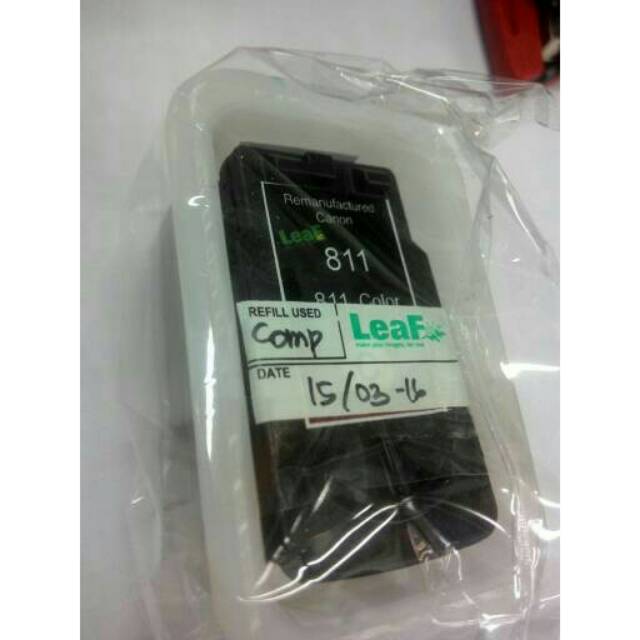 Remanufactured
Canon
LeaF
811
811 Color
REFILL USED
Comp
LeaF
DATE
15/03-16